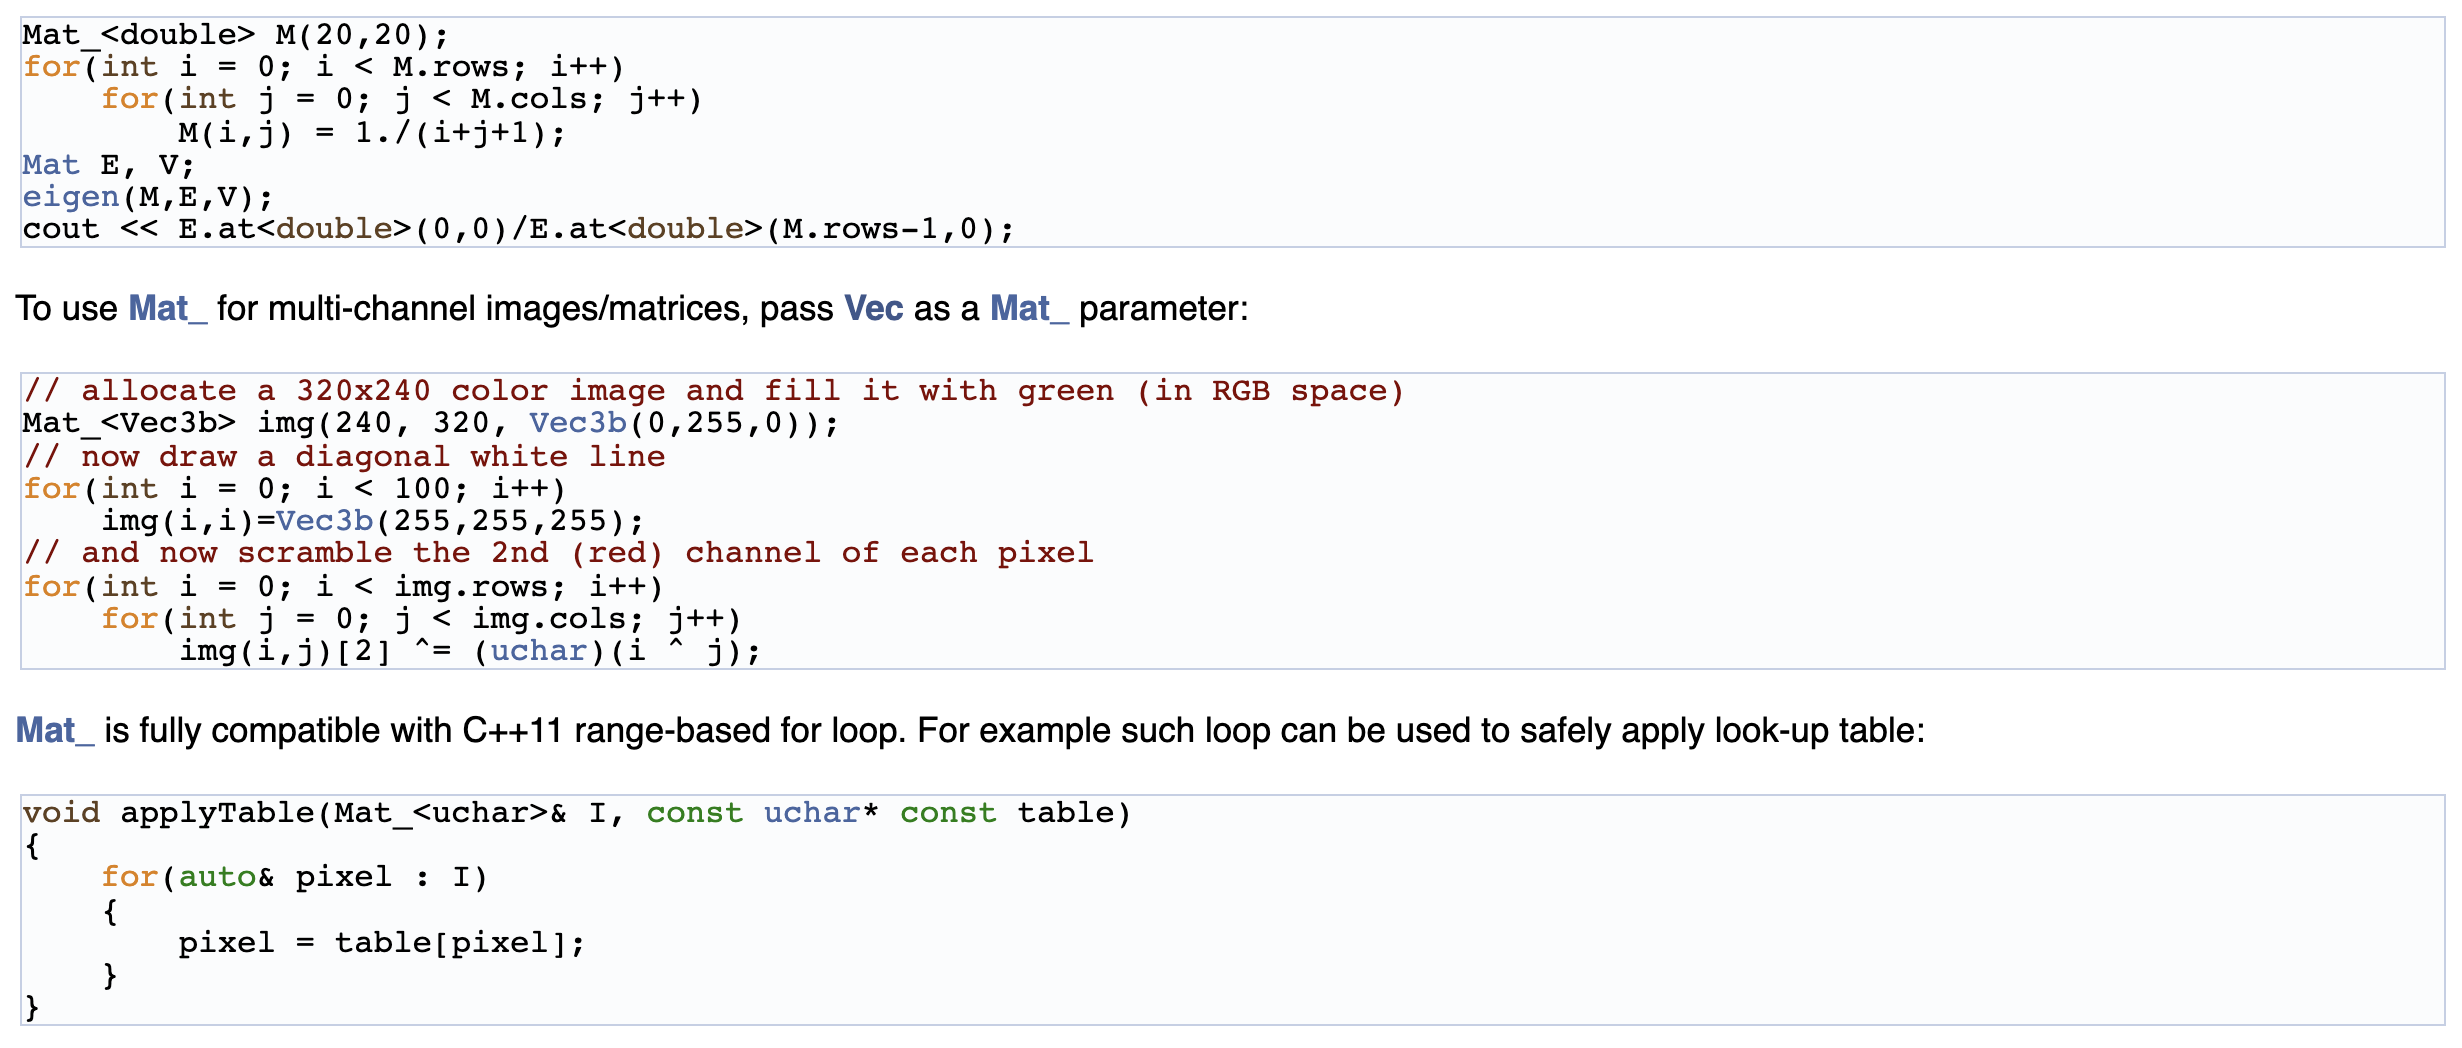 Mat_<double> M(20,20);
for(int i = 0; i < M.rows; i++)
    for(int j = 0; j < M.cols; j++)
        M(i,j) = 1./(i+j+1);
Mat E, V;
eigen(M,E,V);
cout << E.at<double>(0,0)/E.at<double>(M.rows-1,0);
To use Mat_ for multi-channel images/matrices, pass Vec as a Mat_ parameter:
// allocate a 320x240 color image and fill it with green (in RGB space)
Mat_<Vec3b> img(240, 320, Vec3b(0,255,0));
// now draw a diagonal white line
for(int i = 0; i < 100; i++)
    img(i,i)=Vec3b(255,255,255);
// and now scramble the 2nd (red) channel of each pixel
for(int i = 0; i < img.rows; i++)
    for(int j = 0; j < img.cols; j++)
        img(i,j)[2] ^= (uchar)(i ^ j);
Mat_ is fully compatible with C++11 range-based for loop. For example such loop can be used to safely apply look-up table:
void applyTable(Mat_<uchar>& I, const uchar* const table)
{
    for(auto& pixel : I)
    {
        pixel = table[pixel];
    }
}